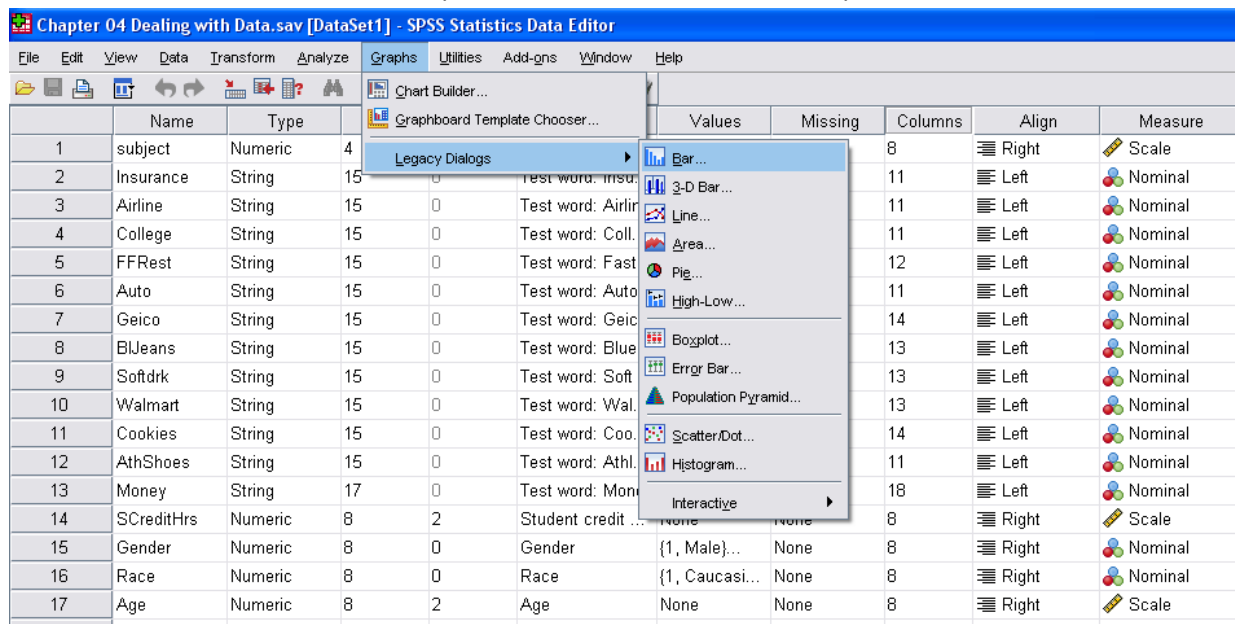 Chapter 04 Dealing with Data.sav [DataSet1] - SPSS Statistics Data Editor
File Edit View Data Transform Analyze Graphs Utilities Add-ons Window Help
Chart Builder...
Graphboard Template Chooser...
Legacy Dialogs
Bar...
3-D Bar...
Line...
Area...
Pie...
High-Low...
Boxplot...
Error Bar...
Population Pyramid...
Scatter/Dot...
Histogram...
Interactive
Name Type Values Missing Columns Align Measure
1 subject Numeric 4 8 Right Scale
2 Insurance String 15 0 Test word: Insu. 11 Left Nominal
3 Airline String 15 0 Test word: Airlin 11 Left Nominal
4 College String 15 0 Test word: Coll. 11 Left Nominal
5 FFRest String 15 0 Test word: Fast 12 Left Nominal
6 Auto String 15 0 Test word: Auto 11 Left Nominal
7 Geico String 15 0 Test word: Geic 14 Left Nominal
8 BlJeans String 15 0 Test word: Blue 13 Left Nominal
9 Softdrk String 15 0 Test word: Soft 13 Left Nominal
10 Walmart String 15 0 Test word: Wal. 13 Left Nominal
11 Cookies String 15 0 Test word: Coo. 14 Left Nominal
12 AthShoes String 15 0 Test word: Athl. 11 Left Nominal
13 Money String 17 0 Test word: Mon 18 Left Nominal
14 SCreditHrs Numeric 8 2 Student credit ... None None 8 Right Scale
15 Gender Numeric 8 0 Gender {1, Male}... None 8 Right Nominal
16 Race Numeric 8 0 Race {1, Caucasi... None 8 Right Nominal
17 Age Numeric 8 2 Age None None 8 Right Scale